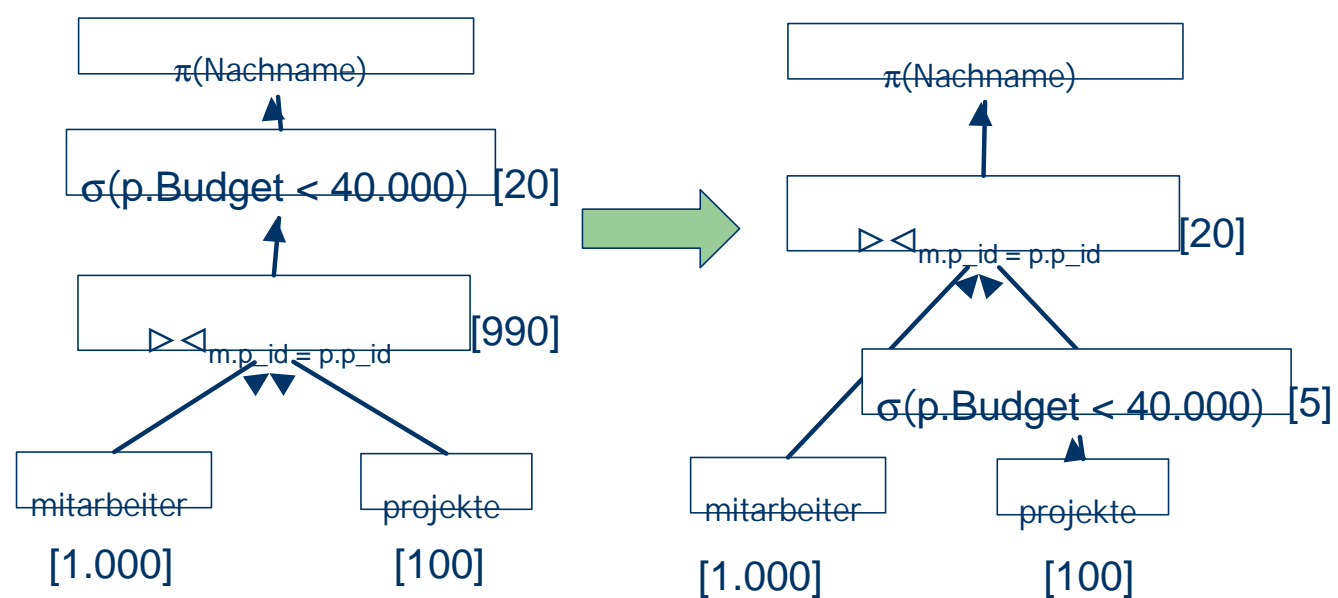 π(Nachname)
σ(p.Budget < 40.000) [20]
▷◁m.p_id = p.p_id [990]
mitarbeiter
projekte
[1.000]
[100]
π(Nachname)
▷◁m.p_id = p.p_id [20]
σ(p.Budget < 40.000) [5]
mitarbeiter
projekte
[1.000]
[100]